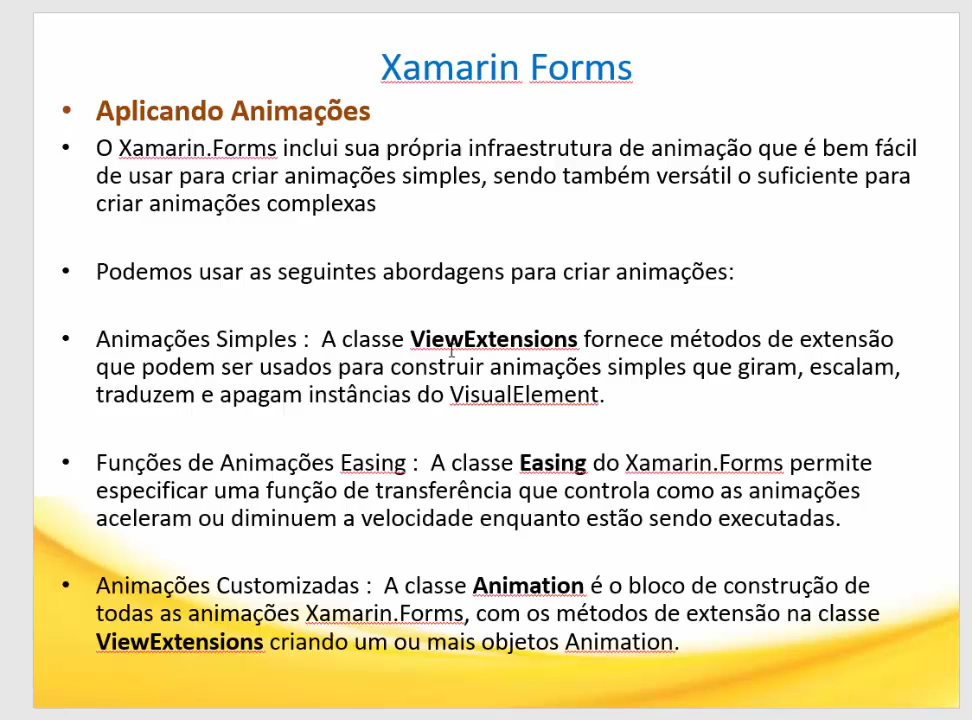 Xamarin Forms
• Aplicando Animações
• O Xamarin.Forms inclui sua própria infraestrutura de animação que é bem fácil
de usar para criar animações simples, sendo também versátil o suficiente para
criar animações complexas
• Podemos usar as seguintes abordagens para criar animações:
• Animações Simples :  A classe ViewExtensions fornece métodos de extensão
que podem ser usados para construir animações simples que giram, escalam,
traduzem e apagam instâncias do VisualElement.
• Funções de Animações Easing :  A classe Easing do Xamarin.Forms permite
especificar uma função de transferência que controla como as animações
aceleram ou diminuem a velocidade enquanto estão sendo executadas.
• Animações Customizadas :  A classe Animation é o bloco de construção de
todas as animações Xamarin.Forms, com os métodos de extensão na classe
ViewExtensions criando um ou mais objetos Animation.